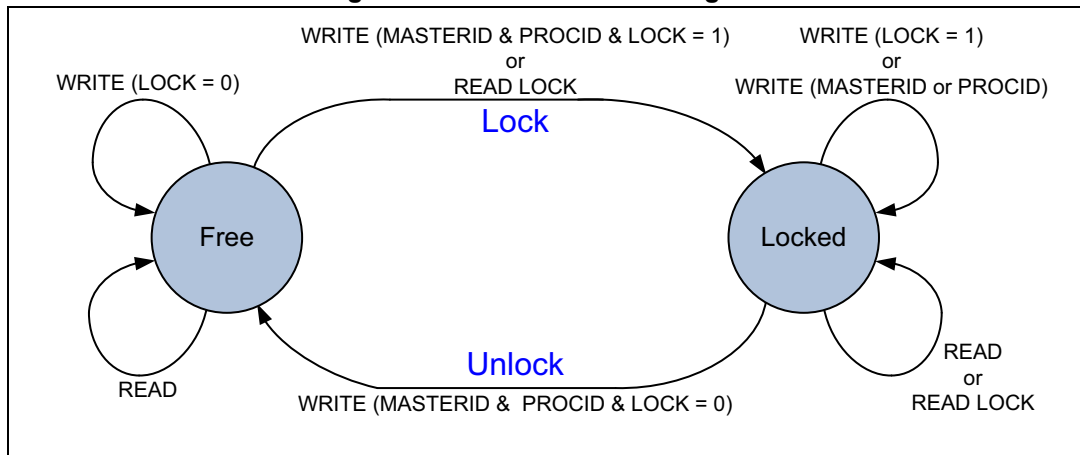 WRITE (MASTERID & PROCID & LOCK = 1)
or
READ LOCK
Lock
WRITE (LOCK = 1)
or
WRITE (MASTERID or PROCID)
WRITE (LOCK = 0)
Free
Locked
READ
Unlock
WRITE (MASTERID & PROCID & LOCK = 0)
READ
or
READ LOCK